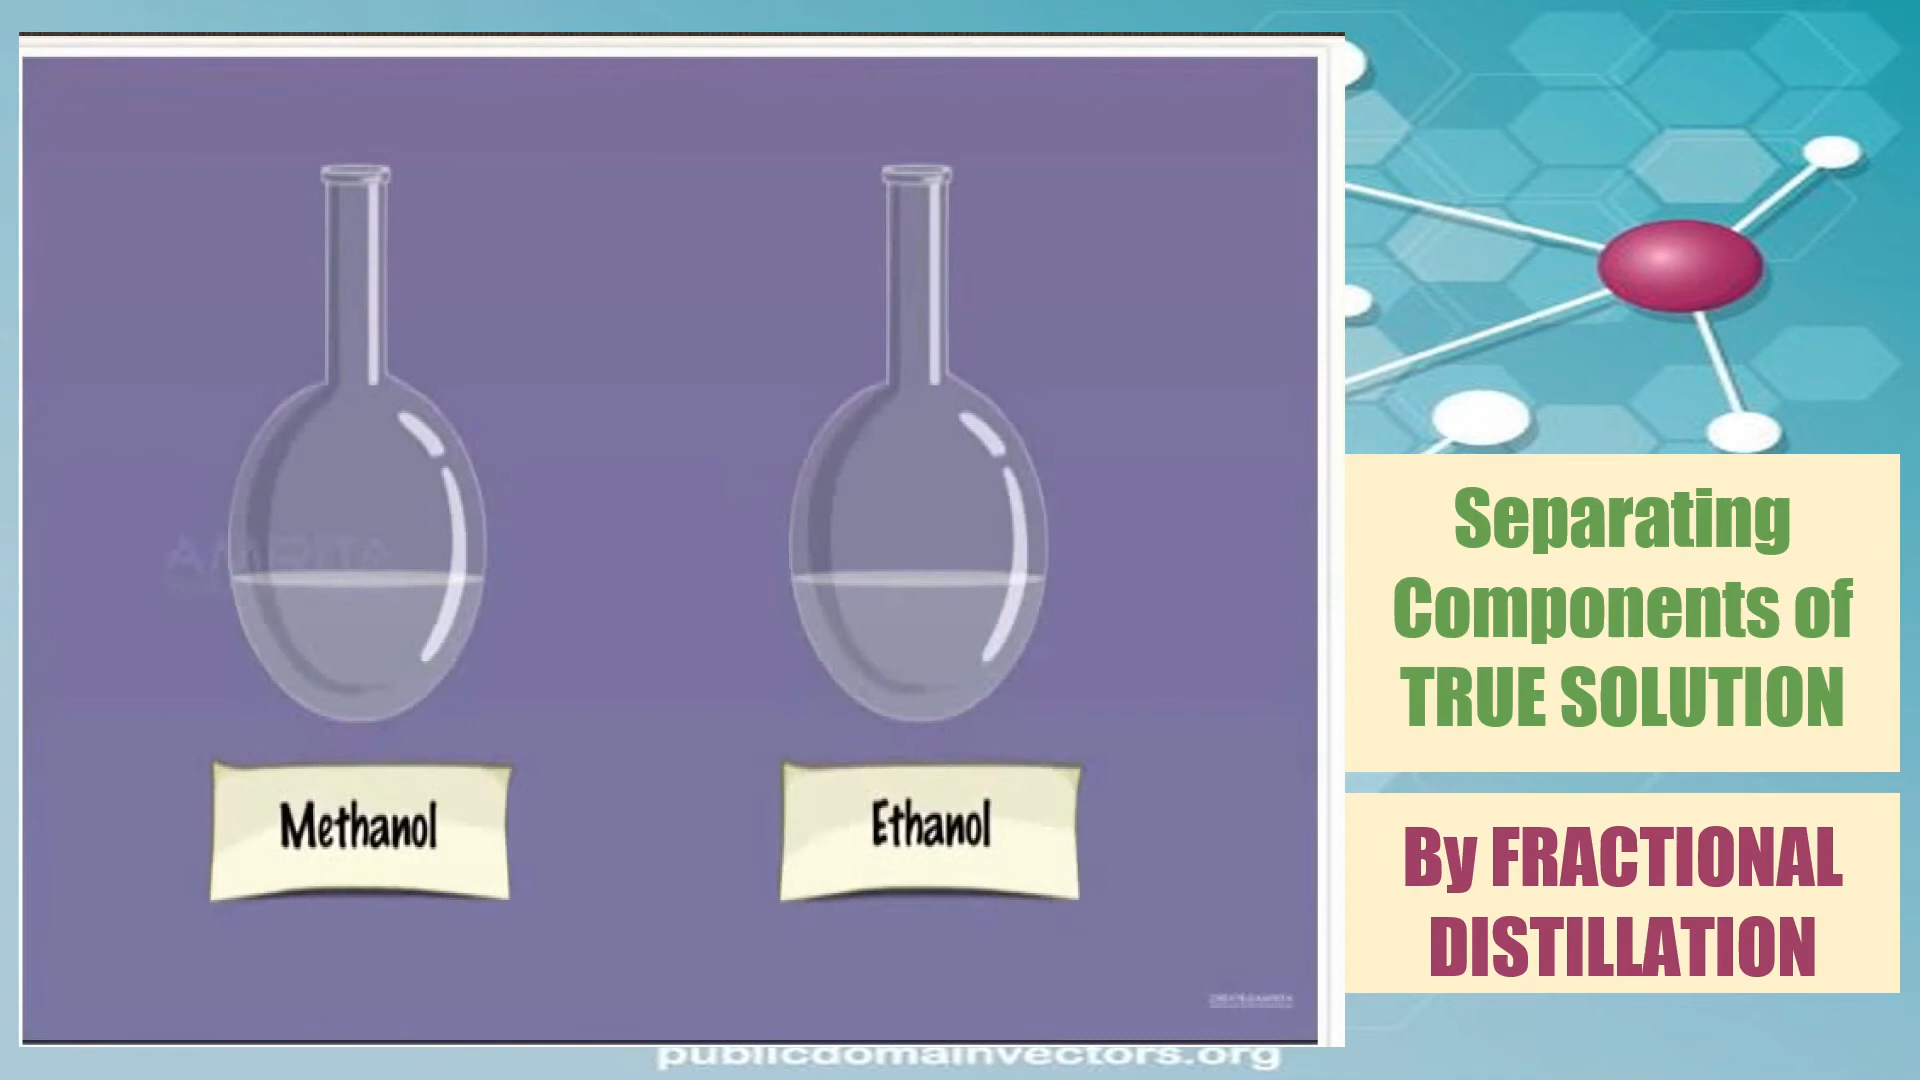 Methanol
Ethanol
Separating
Components of
TRUE SOLUTION
By FRACTIONAL
DISTILLATION
publicdomainvectors.org